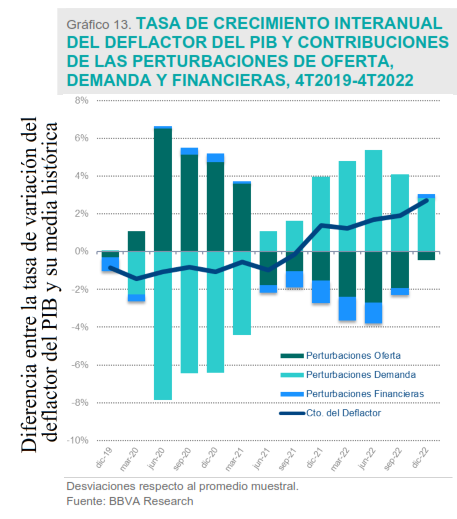 Gráfico 13. TASA DE CRECIMIENTO INTERANUAL
DEL DEFLACTOR DEL PIB Y CONTRIBUCIONES
DE LAS PERTURBACIONES DE OFERTA,
DEMANDA Y FINANCIERAS, 4T2019-4T2022
Diferencia entre la tasa de variación del
deflactor del PIB y su media histórica
8%
6%
4%
2%
0%
-2%
-4%
-6%
-8%
-10%
Perturbaciones Oferta
Perturbaciones Demanda
Perturbaciones Financieras
Cto. del Deflactor
dic-19
mar-20
jun-20
sep-20
dic-20
mar-21
jun-21
sep-21
dic-21
mar-22
jun-22
sep-22
dic-22
Desviaciones respecto al promedio muestral.
Fuente: BBVA Research